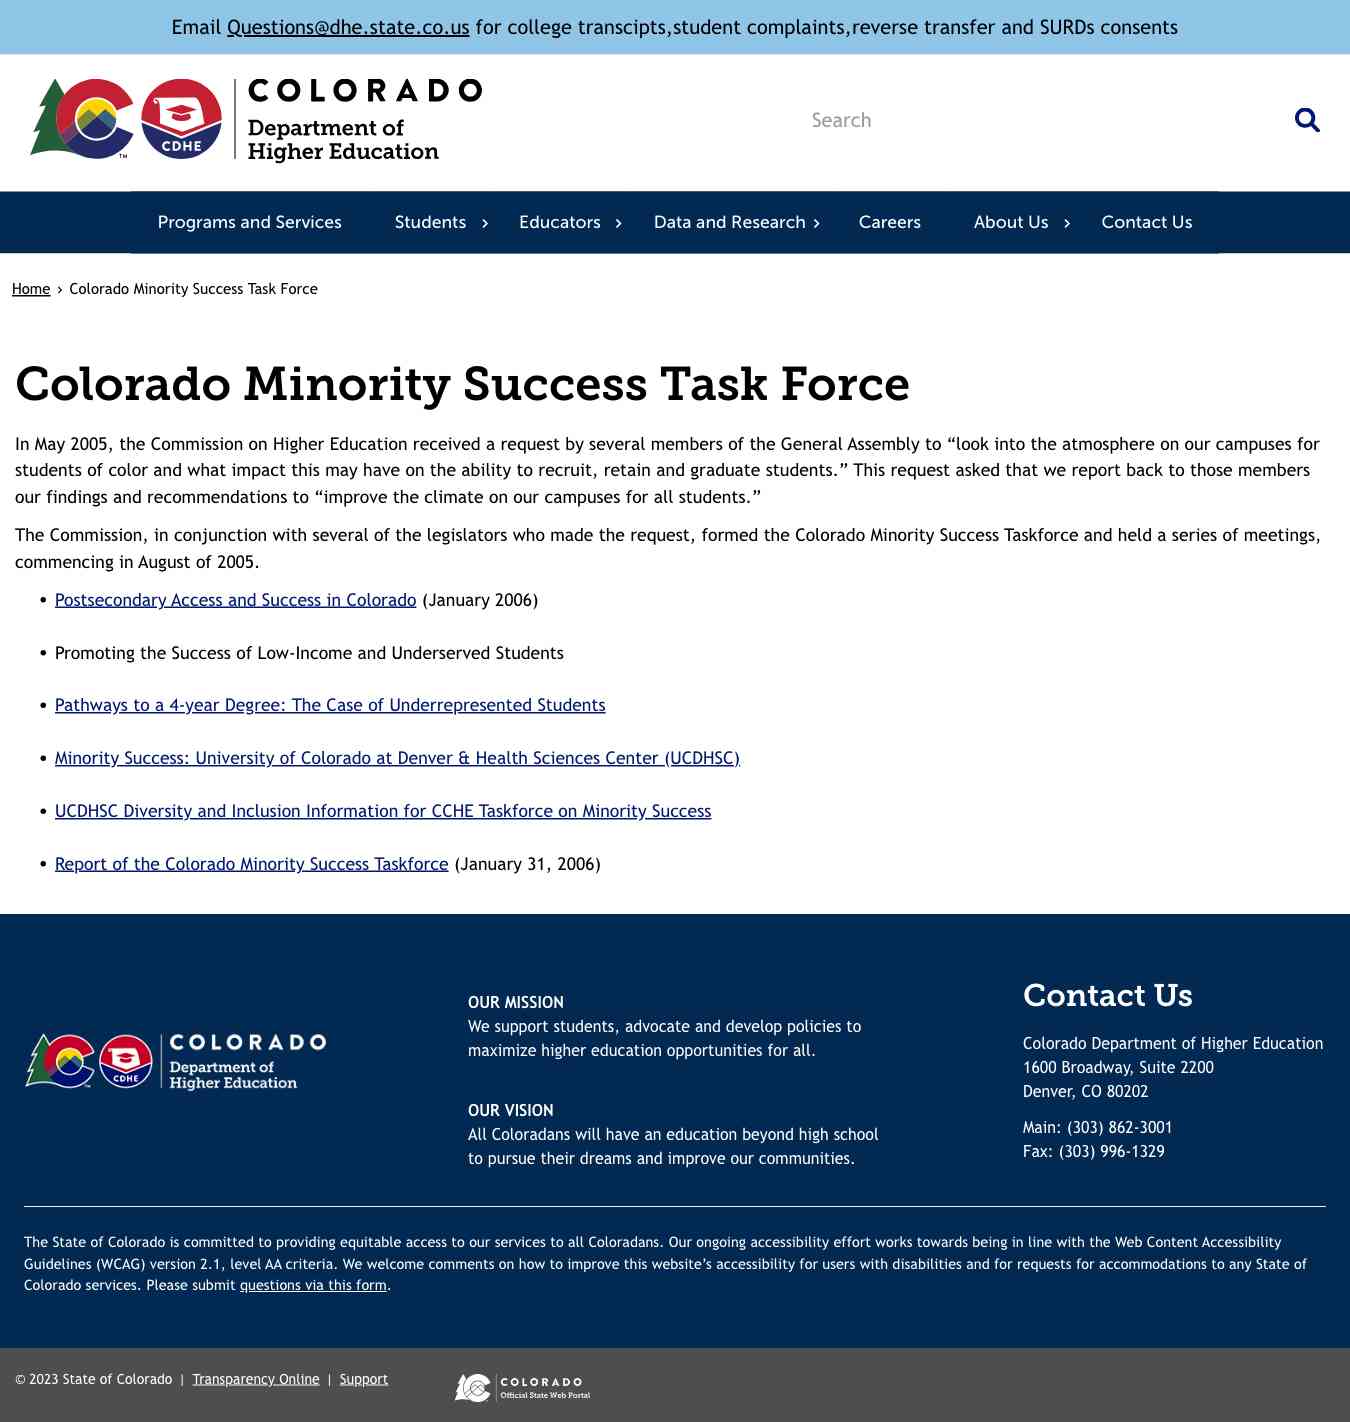 Email Questions@dhe.state.co.us for college transcipts,student complaints,reverse transfer and SURDs consents
COLORADO
Department of
Higher Education
CDHE
TM
Search
Programs and Services Students Educators Data and Research Careers About Us Contact Us
Home › Colorado Minority Success Task Force
Colorado Minority Success Task Force
In May 2005, the Commission on Higher Education received a request by several members of the General Assembly to “look into the atmosphere on our campuses for
students of color and what impact this may have on the ability to recruit, retain and graduate students.” This request asked that we report back to those members
our findings and recommendations to “improve the climate on our campuses for all students.”
The Commission, in conjunction with several of the legislators who made the request, formed the Colorado Minority Success Taskforce and held a series of meetings,
commencing in August of 2005.
• Postsecondary Access and Success in Colorado (January 2006)
• Promoting the Success of Low-Income and Underserved Students
• Pathways to a 4-year Degree: The Case of Underrepresented Students
• Minority Success: University of Colorado at Denver & Health Sciences Center (UCDHSC)
• UCDHSC Diversity and Inclusion Information for CCHE Taskforce on Minority Success
• Report of the Colorado Minority Success Taskforce (January 31, 2006)
COLORADO
Department of
Higher Education
CDHE
OUR MISSION
We support students, advocate and develop policies to
maximize higher education opportunities for all.
OUR VISION
All Coloradans will have an education beyond high school
to pursue their dreams and improve our communities.
Contact Us
Colorado Department of Higher Education
1600 Broadway, Suite 2200
Denver, CO 80202
Main: (303) 862-3001
Fax: (303) 996-1329
The State of Colorado is committed to providing equitable access to our services to all Coloradans. Our ongoing accessibility effort works towards being in line with the Web Content Accessibility
Guidelines (WCAG) version 2.1, level AA criteria. We welcome comments on how to improve this website’s accessibility for users with disabilities and for requests for accommodations to any State of
Colorado services. Please submit questions via this form.
© 2023 State of Colorado | Transparency Online | Support
COLORADO
Official State Web Portal